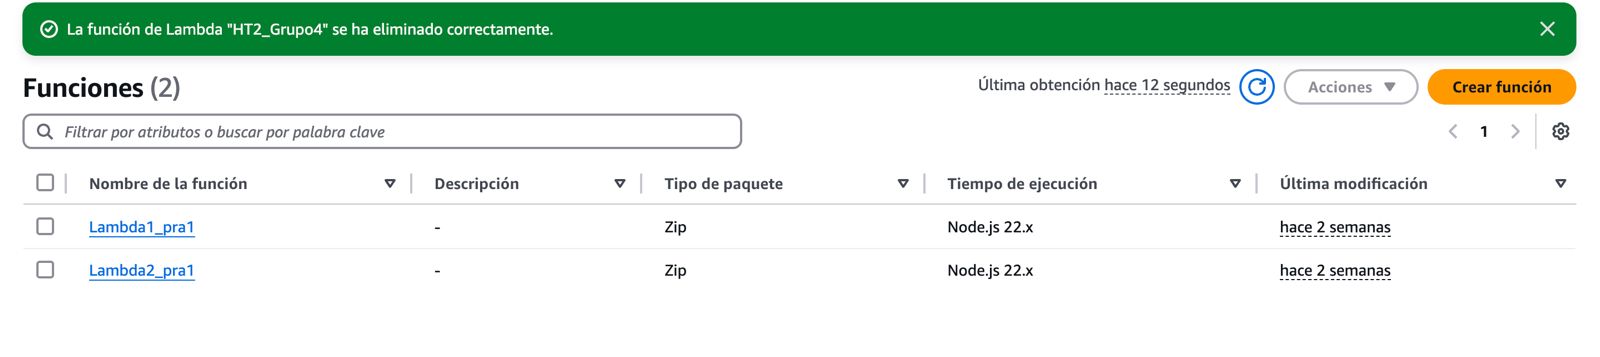 La función de Lambda "HT2_Grupo4" se ha eliminado correctamente.
Funciones (2)
Última obtención hace 12 segundos
Acciones
Crear función
Filtrar por atributos o buscar por palabra clave
1
Nombre de la función Descripción Tipo de paquete Tiempo de ejecución Última modificación
Lambda1_pra1 - Zip Node.js 22.x hace 2 semanas
Lambda2_pra1 - Zip Node.js 22.x hace 2 semanas